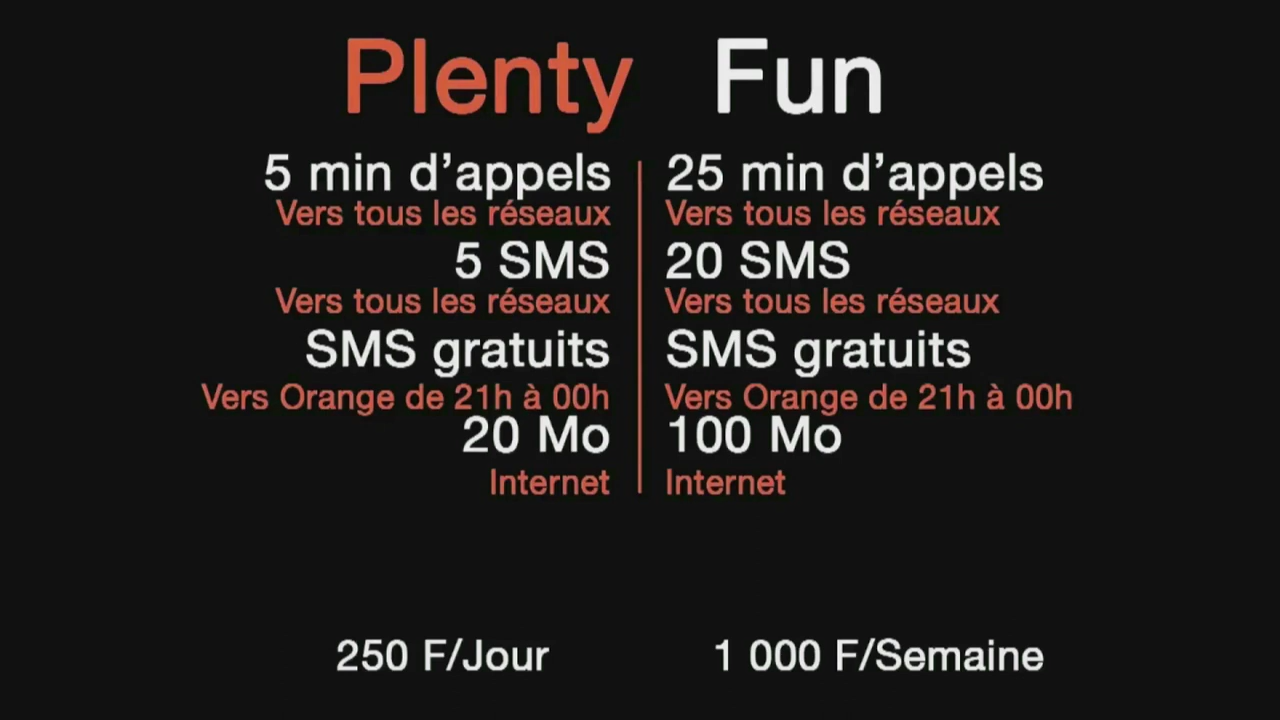 Plenty Fun
5 min d’appels
Vers tous les réseaux
5 SMS
Vers tous les réseaux
SMS gratuits
Vers Orange de 21h à 00h
20 Mo
Internet
250 F/Jour
25 min d’appels
Vers tous les réseaux
20 SMS
Vers tous les réseaux
SMS gratuits
Vers Orange de 21h à 00h
100 Mo
Internet
1 000 F/Semaine